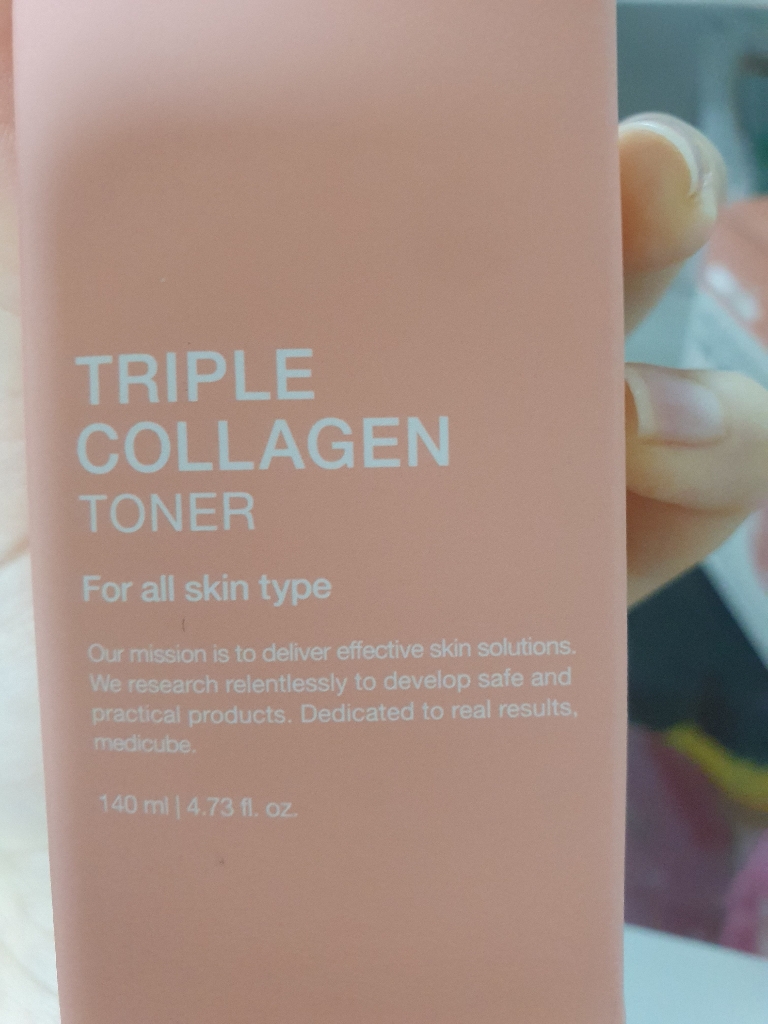 TRIPLE
COLLAGEN
TONER
For all skin type
Our mission is to deliver effective skin solutions.
We research relentlessly to develop safe and
practical products. Dedicated to real results,
medicube.
140 ml | 4.73 fl. oz.